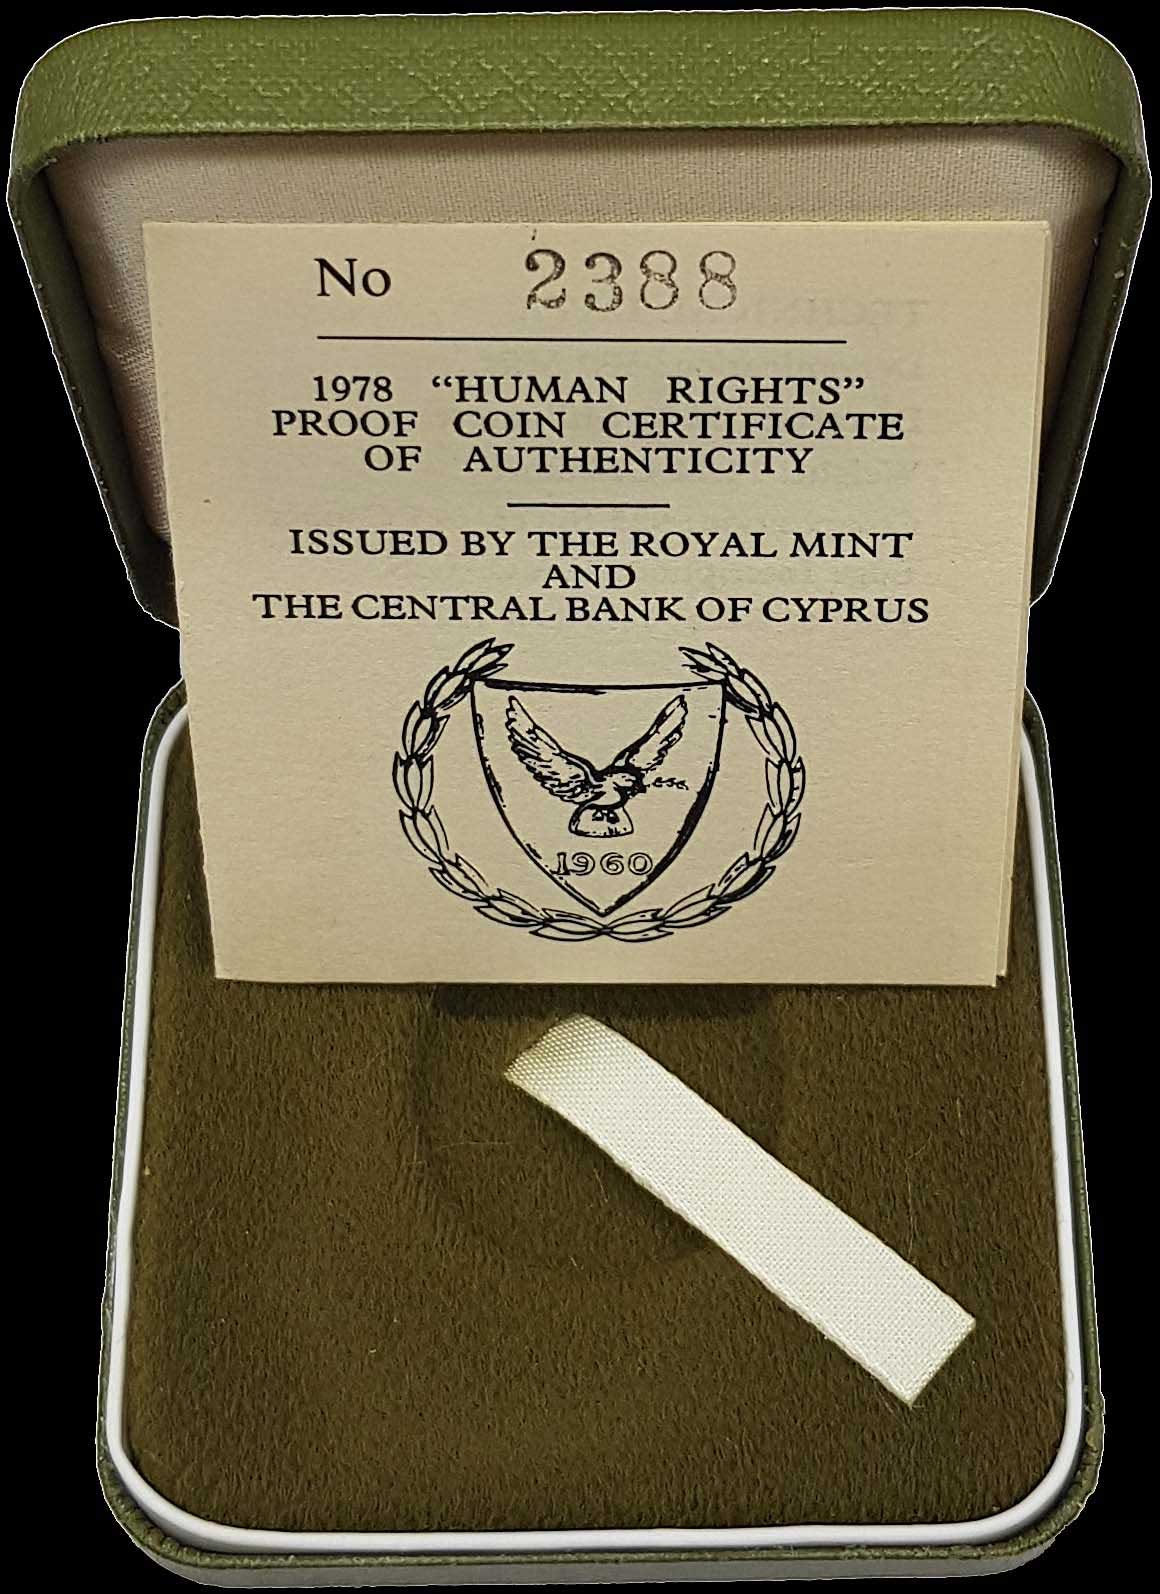 No 2388
1978 “HUMAN RIGHTS”
PROOF COIN CERTIFICATE
OF AUTHENTICITY
ISSUED BY THE ROYAL MINT
AND
THE CENTRAL BANK OF CYPRUS
1960